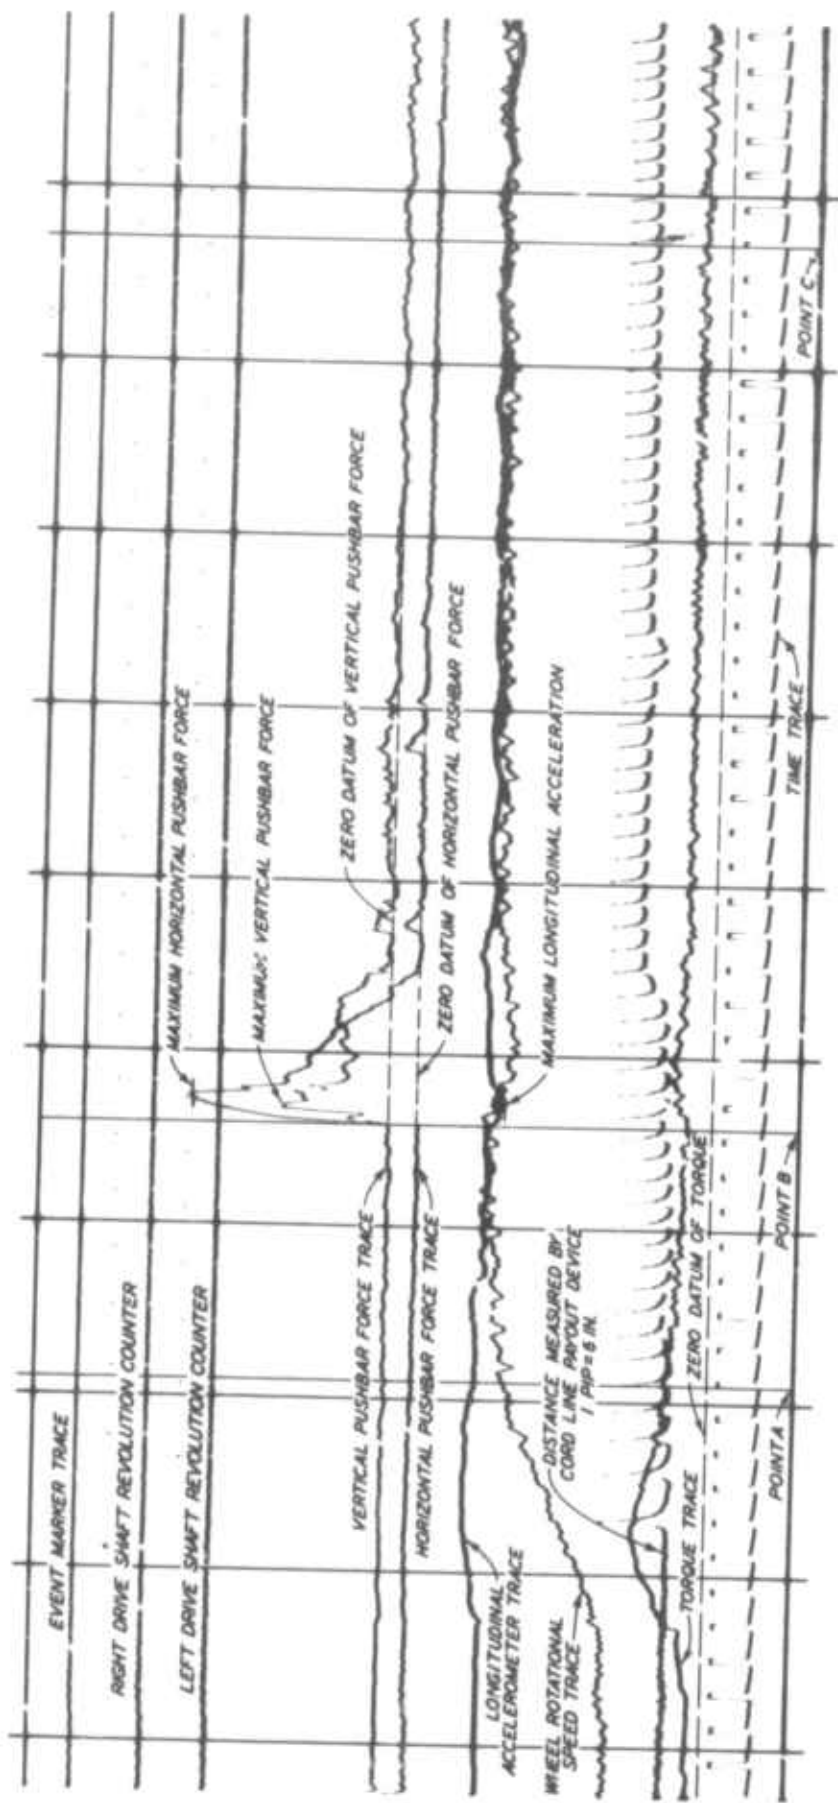 EVENT MARKER TRACE
RIGHT DRIVE SHAFT REVOLUTION COUNTER
LEFT DRIVE SHAFT REVOLUTION COUNTER
MAXIMUM HORIZONTAL PUSHBAR FORCE
MAXIMUM VERTICAL PUSHBAR FORCE
ZERO DATUM OF VERTICAL PUSHBAR FORCE
VERTICAL PUSHBAR FORCE TRACE
HORIZONTAL PUSHBAR FORCE TRACE
ZERO DATUM OF HORIZONTAL PUSHBAR FORCE
LONGITUDINAL
ACCELEROMETER TRACE
MAXIMUM LONGITUDINAL ACCELERATION
WHEEL ROTATIONAL
SPEED TRACE
DISTANCE MEASURED BY
CORD LINE PAYOUT DEVICE
1 PIP = 6 IN.
TORQUE TRACE
ZERO DATUM OF TORQUE
POINT A
POINT B
TIME TRACE
POINT C